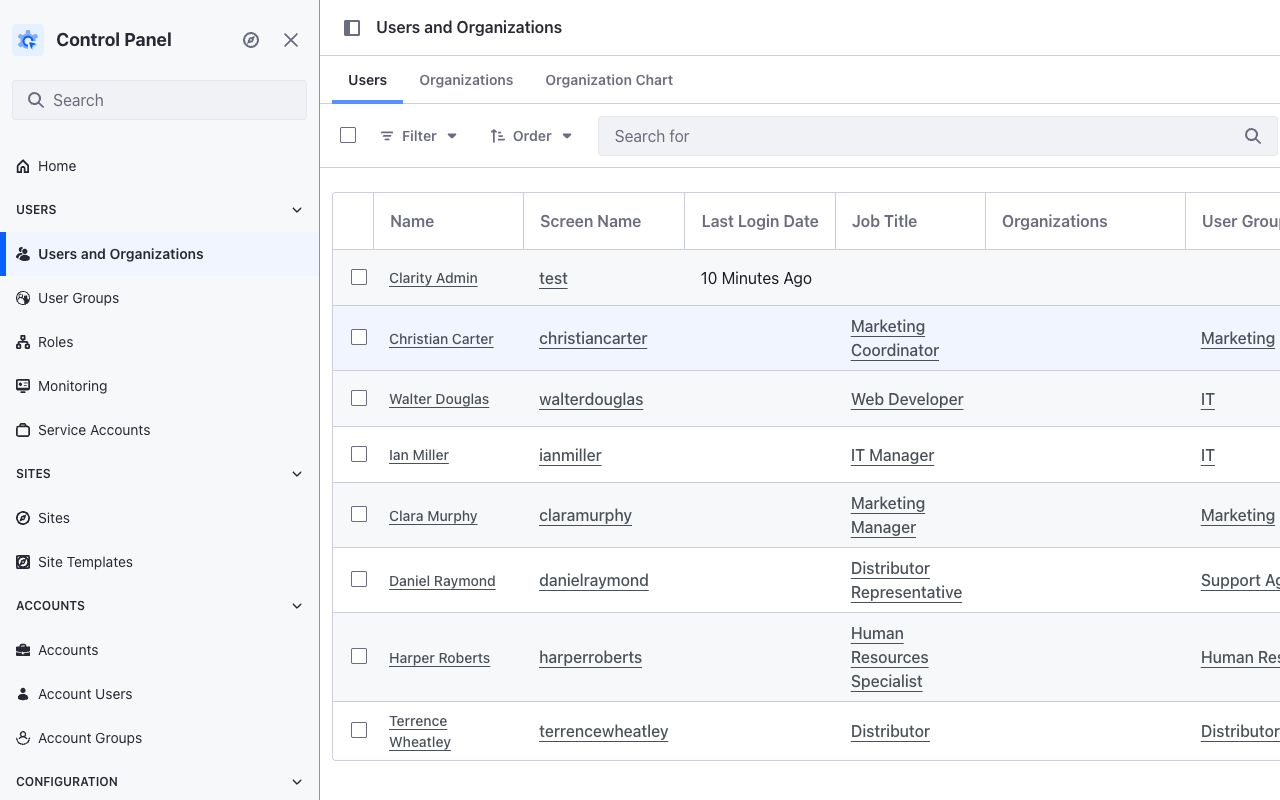 Control Panel
Search
Home
USERS
Users and Organizations
User Groups
Roles
Monitoring
Service Accounts
SITES
Sites
Site Templates
ACCOUNTS
Accounts
Account Users
Account Groups
CONFIGURATION
Users and Organizations
Users Organizations Organization Chart
Filter Order Search for
Name Screen Name Last Login Date Job Title Organizations User
Clarity Admin test 10 Minutes Ago
Christian Carter christiancarter Marketing Marketing
Coordinator
Walter Douglas walterdouglas Web Developer IT
Ian Miller ianmiller IT Manager IT
Clara Murphy claramurphy Marketing Marketing
Manager
Daniel Raymond danielraymond Distributor Support
Representative
Harper Roberts harperroberts Human Human
Resources
Specialist
Terrence terrencewheatley Distributor Distributor
Wheatley